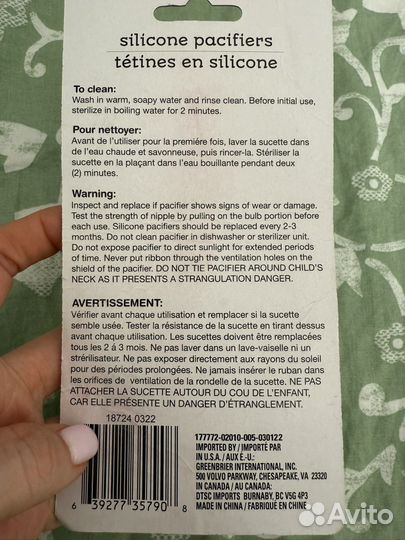 silicone pacifiers
tétines en silicone
To clean:
Wash in warm, soapy water and rinse clean. Before initial use,
sterilize in boiling water for 2 minutes.
Pour nettoyer:
Avant de l'utiliser pour la premiére fois, laver la sucette dans
de l'eau chaude et savonneuse, puis rincer-la. Stériliser la
sucette en la plaçant dans l'eau bouillante pendant deux
(2) minutes.
Warning:
Inspect and replace if pacifier shows signs of wear or damage.
Test the strength of nipple by pulling on the bulb portion before
each use. Silicone pacifiers should be replaced every 2-3
months. Do not clean pacifier in dishwasher or sterilizer unit.
Do not expose pacifier to direct sunlight for extended periods
of time. Never put ribbon through the ventilation holes on
the shield of the pacifier. DO NOT TIE PACIFIER AROUND CHILD'S
NECK AS IT PRESENTS A STRANGULATION DANGER.
AVERTISSEMENT:
Vérifier avant chaque utilisation et remplacer si la sucette
semble usée. Tester la résistance de la sucette en tirant dessus
avant chaque utilisation. Les sucettes doivent être remplacées
tous les 2 á 3 mois. Ne pas laver dans un lave-vaiselle ni un
stréilisateur. Ne pas exposer directement aux rayons du soleil
pour des périodes prolongées. Ne jamais insérer le ruban dans
les orifices de ventilation de la rondelle de la sucette. NE PAS
ATTACHER LA SUCETTE AUTOUR DU COU DE L'ENFANT,
CAR ELLE PRÉSENTE UN DANGER D'ÉTRANGLEMENT.
18724 0322
6 39277 35790 8
177772-02010-005-030122
IMPORTED BY / IMPORTÉ PAR
IN U.S.A. / AUX É.-U.:
GREENBRIER INTERNATIONAL, INC.
500 VOLVO PARKWAY, CHESAPEAKE, VA 23320
IN CANADA / AU CANADA:
DTSC IMPORTS BURNABY, BC V5G 4P3
MADE IN CHINA / FABRIQUÉ EN CHINE
Avito